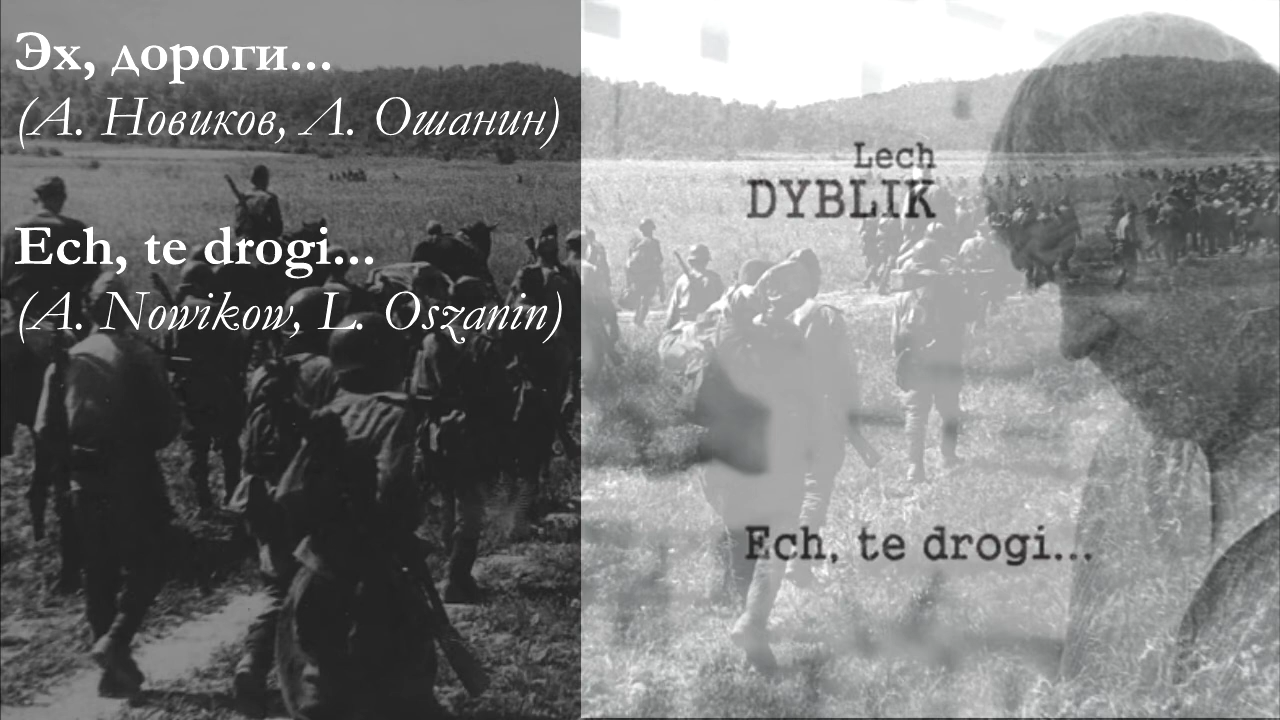 Эх, дороги...
(А. Новиков, Л. Ошанин)
Ech, te drogi...
(A. Nowikow, L. Oszanin)
Lech
DYBLIK
Ech, te drogi...